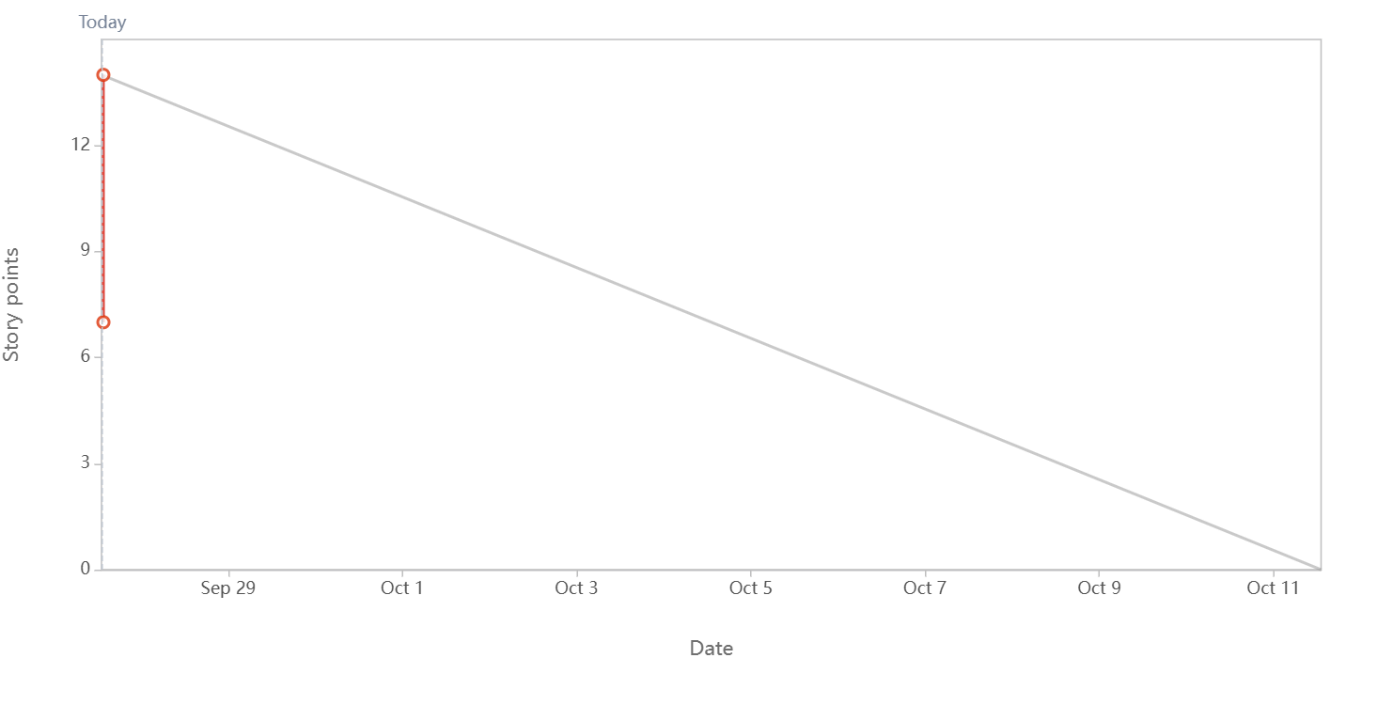 Today
12
9
6
3
0
Story points
Sep 29
Oct 1
Oct 3
Oct 5
Oct 7
Oct 9
Oct 11
Date